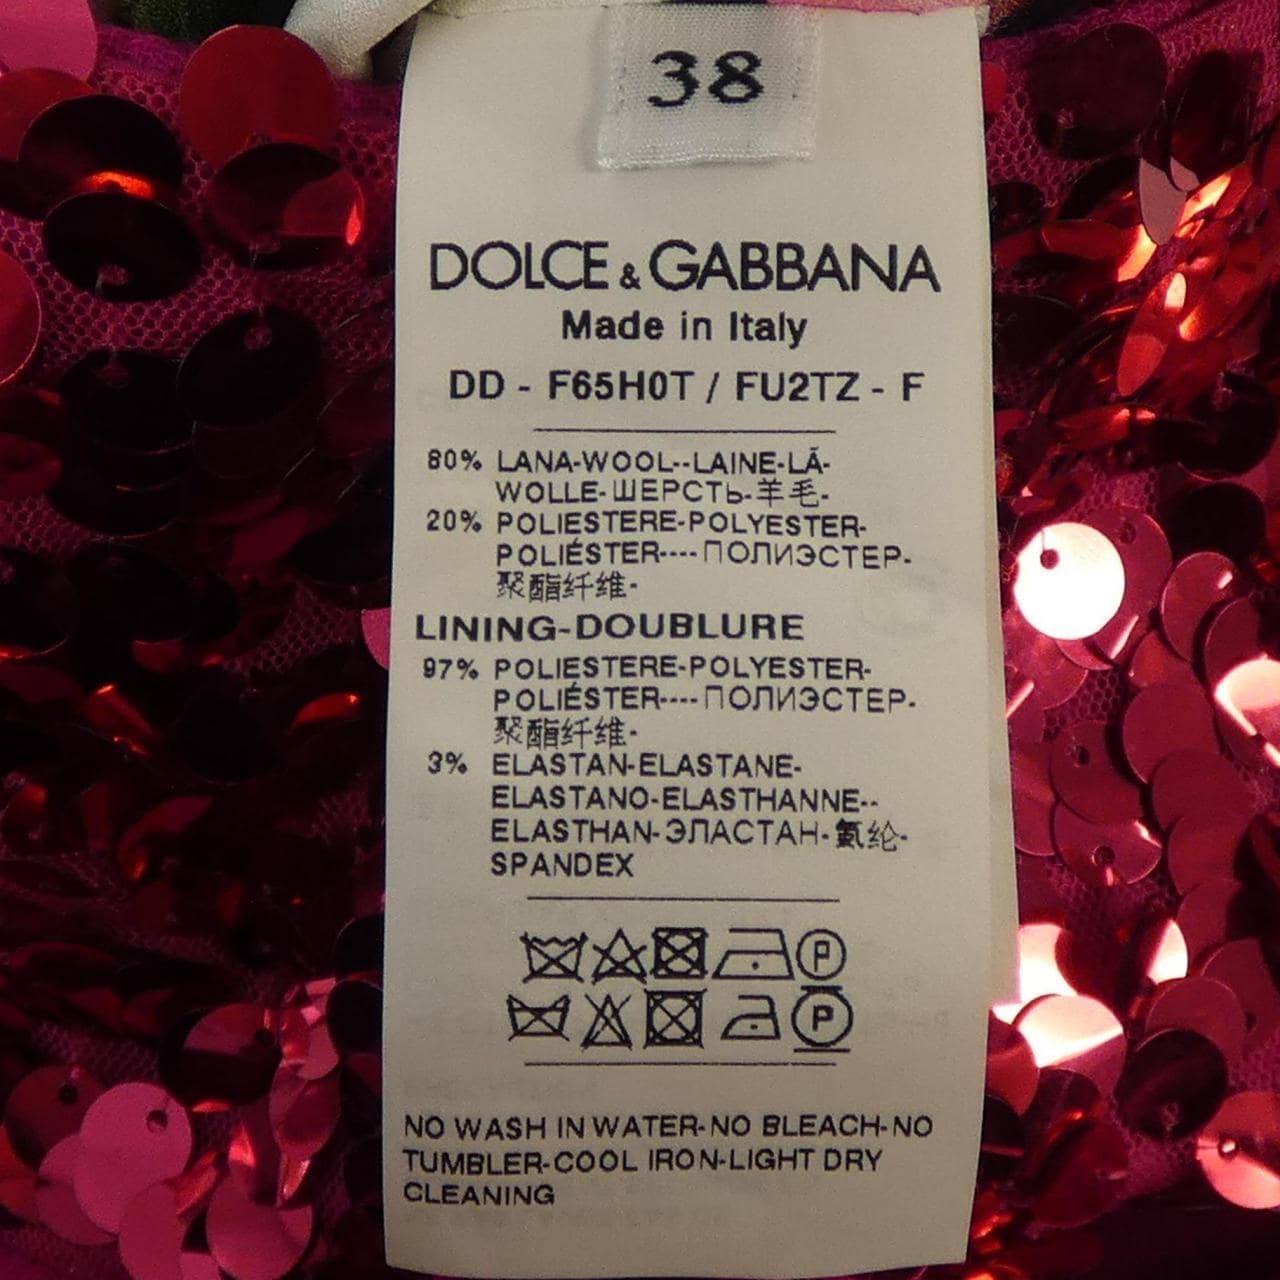 38
DOLCE & GABBANA
Made in Italy
DD - F65H0T / FU2TZ - F
80% LANA-WOOL--LAINE-LÃ-
WOLLE-ШЕРСТЬ-羊毛-
20% POLIESTERE-POLYESTER-
POLIÉSTER----ПОЛИЭСТЕР-
聚酯纤维-
LINING-DOUBLURE
97% POLIESTERE-POLYESTER-
POLIÉSTER----ПОЛИЭСТЕР-
聚酯纤维-
3% ELASTAN-ELASTANE-
ELASTANO-ELASTHANNE--
ELASTHAN-ЭЛАСТАН-氨纶-
SPANDEX
P
P
NO WASH IN WATER-NO BLEACH-NO
TUMBLER-COOL IRON-LIGHT DRY
CLEANING